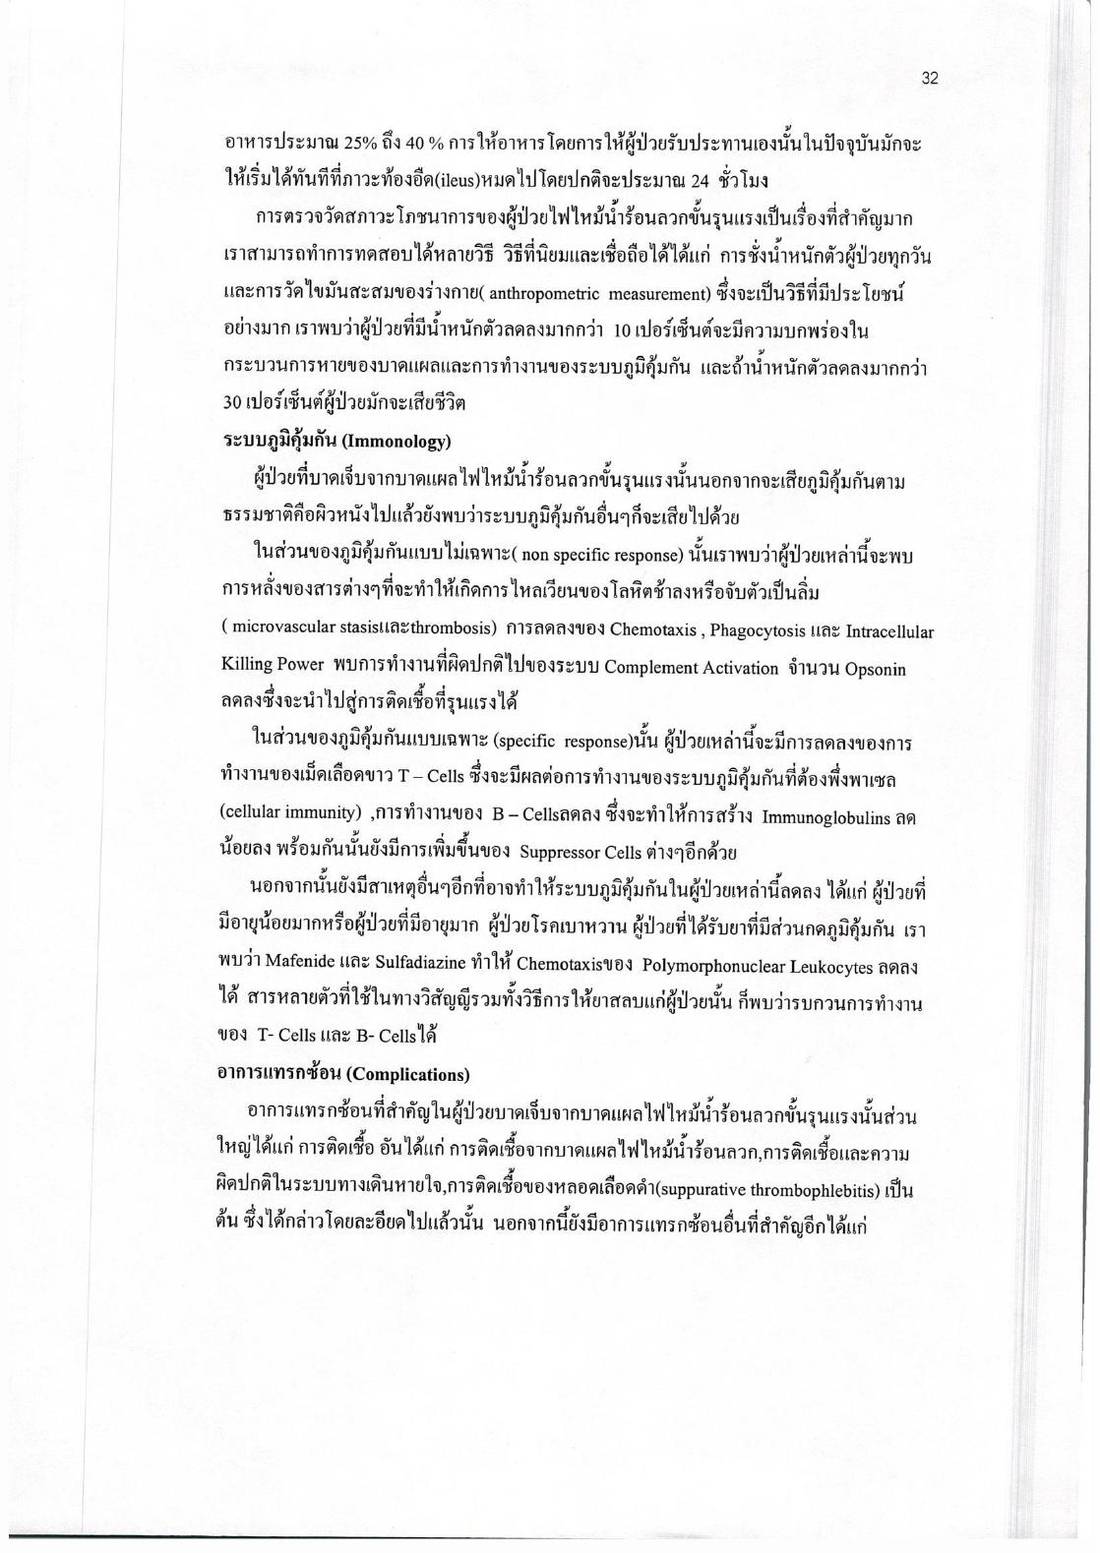 32
อาหารประมาณ 25% ถึง 40 % การให้อาหารโดยการให้ผู้ป่วยรับประทานเองนั้นในปัจจุบันมักจะ
ให้เริ่มได้ทันทีที่ภาวะท้องอืด(ileus)หมดไปโดยปกติจะประมาณ 24 ชั่วโมง
การตรวจวัดสภาวะโภชนาการของผู้ป่วยไฟไหม้น้ำร้อนลวกขั้นรุนแรงเป็นเรื่องที่สำคัญมาก
เราสามารถทำการทดสอบได้หลายวิธี วิธีที่นิยมและเชื่อถือได้ได้แก่ การชั่งน้ำหนักตัวผู้ป่วยทุกวัน
และการวัดไขมันสะสมของร่างกาย( anthropometric measurement) ซึ่งจะเป็นวิธีที่มีประโยชน์
อย่างมาก เราพบว่าผู้ป่วยที่มีน้ำหนักตัวลดลงมากกว่า 10 เปอร์เซ็นต์จะมีความบกพร่องใน
กระบวนการหายของบาดแผลและการทำงานของระบบภูมิคุ้มกัน และถ้าน้ำหนักตัวลดลงมากกว่า
30 เปอร์เซ็นต์ผู้ป่วยมักจะเสียชีวิต
ระบบภูมิคุ้มกัน (Immonology)
ผู้ป่วยที่บาดเจ็บจากบาดแผลไฟไหม้น้ำร้อนลวกขั้นรุนแรงนั้นนอกจากจะเสียภูมิคุ้มกันตาม
ธรรมชาติคือผิวหนังไปแล้วยังพบว่าระบบภูมิคุ้มกันอื่นๆก็จะเสียไปด้วย
ในส่วนของภูมิคุ้มกันแบบไม่เฉพาะ( non specific response) นั้นเราพบว่าผู้ป่วยเหล่านี้จะพบ
การหลั่งของสารต่างๆที่จะทำให้เกิดการไหลเวียนของโลหิตช้าลงหรือจับตัวเป็นลิ่ม
( microvascular stasisและthrombosis) การลดลงของ Chemotaxis , Phagocytosis และ Intracellular
Killing Power พบการทำงานที่ผิดปกติไปของระบบ Complement Activation จำนวน Opsonin
ลดลงซึ่งจะนำไปสู่การติดเชื้อที่รุนแรงได้
ในส่วนของภูมิคุ้มกันแบบเฉพาะ (specific response)นั้น ผู้ป่วยเหล่านี้จะมีการลดลงของการ
ทำงานของเม็ดเลือดขาว T – Cells ซึ่งจะมีผลต่อการทำงานของระบบภูมิคุ้มกันที่ต้องพึ่งพาเซล
(cellular immunity) ,การทำงานของ B – Cellsลดลง ซึ่งจะทำให้การสร้าง Immunoglobulins ลด
น้อยลง พร้อมกันนั้นยังมีการเพิ่มขึ้นของ Suppressor Cells ต่างๆอีกด้วย
นอกจากนั้นยังมีสาเหตุอื่นๆอีกที่อาจทำให้ระบบภูมิคุ้มกันในผู้ป่วยเหล่านี้ลดลง ได้แก่ ผู้ป่วยที่
มีอายุน้อยมากหรือผู้ป่วยที่มีอายุมาก ผู้ป่วยโรคเบาหวาน ผู้ป่วยที่ได้รับยาที่มีส่วนกดภูมิคุ้มกัน เรา
พบว่า Mafenide และ Sulfadiazine ทำให้ Chemotaxisของ Polymorphonuclear Leukocytes ลดลง
ได้ สารหลายตัวที่ใช้ในทางวิสัญญีรวมทั้งวิธีการให้ยาสลบแก่ผู้ป่วยนั้น ก็พบว่ารบกวนการทำงาน
ของ T- Cells และ B- Cellsได้
อาการแทรกซ้อน (Complications)
อาการแทรกซ้อนที่สำคัญในผู้ป่วยบาดเจ็บจากบาดแผลไฟไหม้น้ำร้อนลวกขั้นรุนแรงนั้นส่วน
ใหญ่ได้แก่ การติดเชื้อ อันได้แก่ การติดเชื้อจากบาดแผลไฟไหม้น้ำร้อนลวก,การติดเชื้อและความ
ผิดปกติในระบบทางเดินหายใจ,การติดเชื้อของหลอดเลือดดำ(suppurative thrombophlebitis) เป็น
ต้น ซึ่งได้กล่าวโดยละอียดไปแล้วนั้น นอกจากนี้ยังมีอาการแทรกซ้อนอื่นที่สำคัญอีกได้แก่